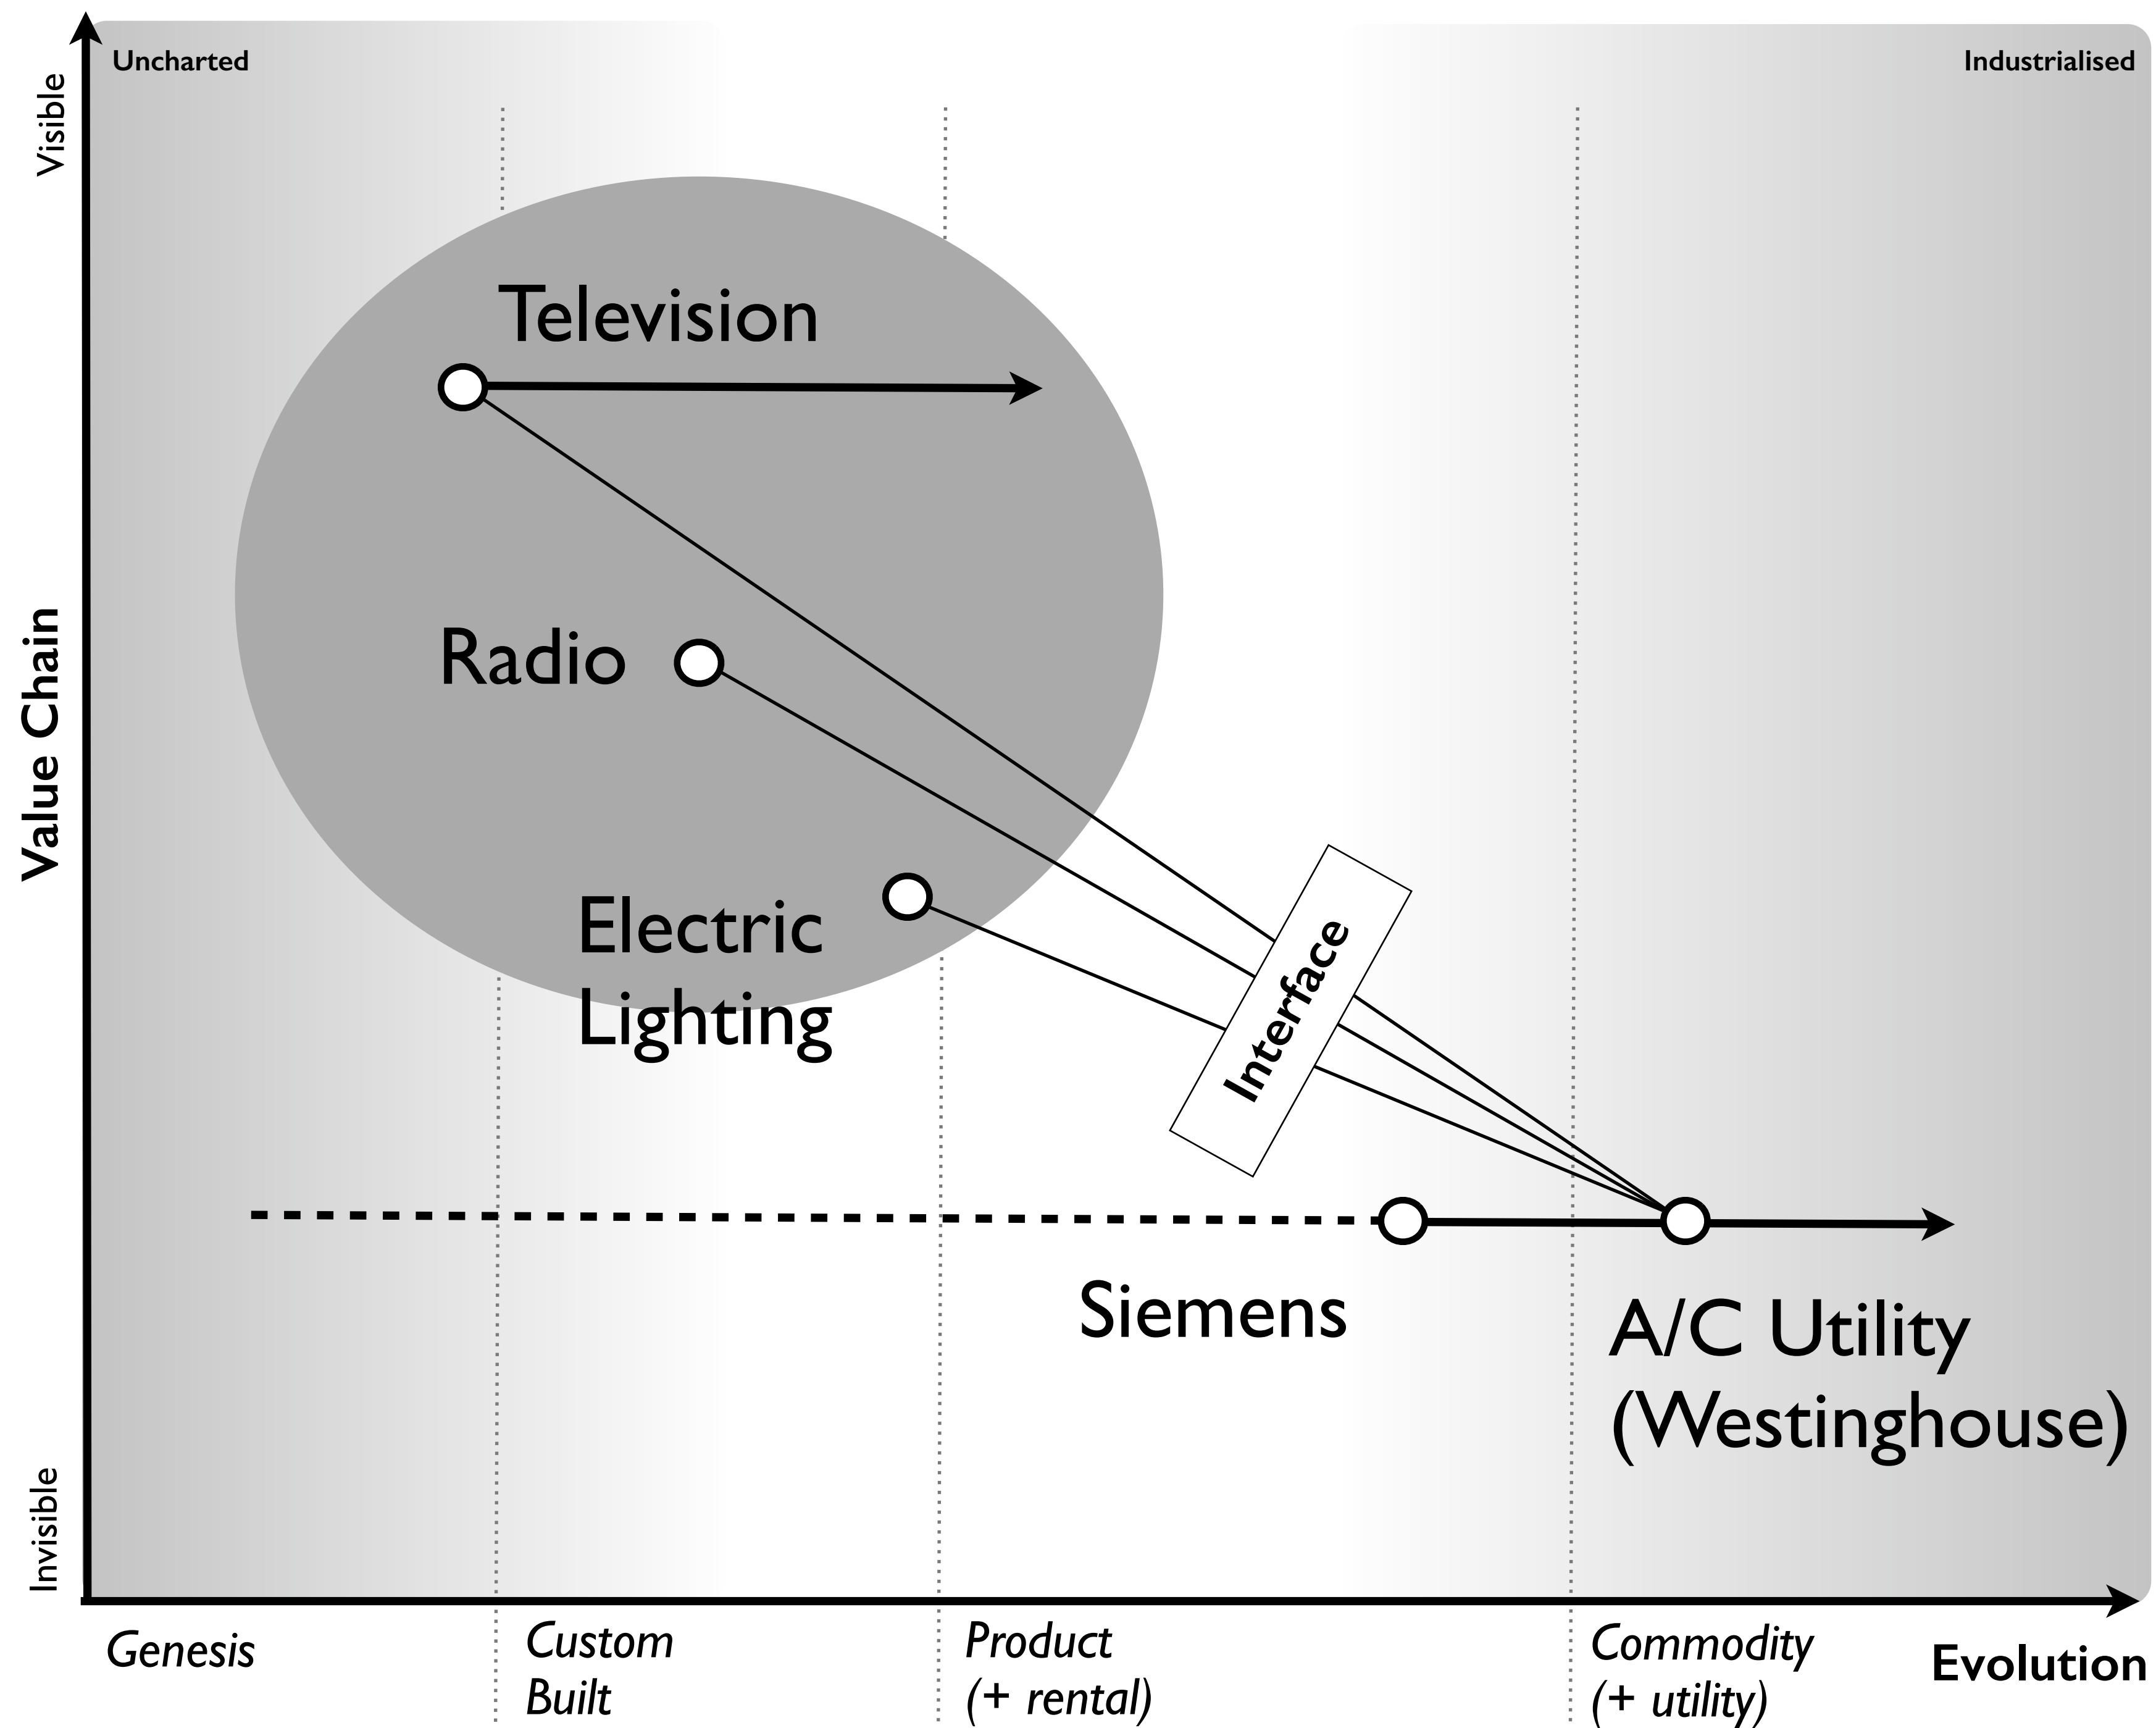 Uncharted
Industrialised
Visible
Value Chain
Invisible
Television
Radio
Electric
Lighting
Interface
Siemens
A/C Utility
(Westinghouse)
Genesis
Custom
Built
Product
(+ rental)
Commodity
(+ utility)
Evolution